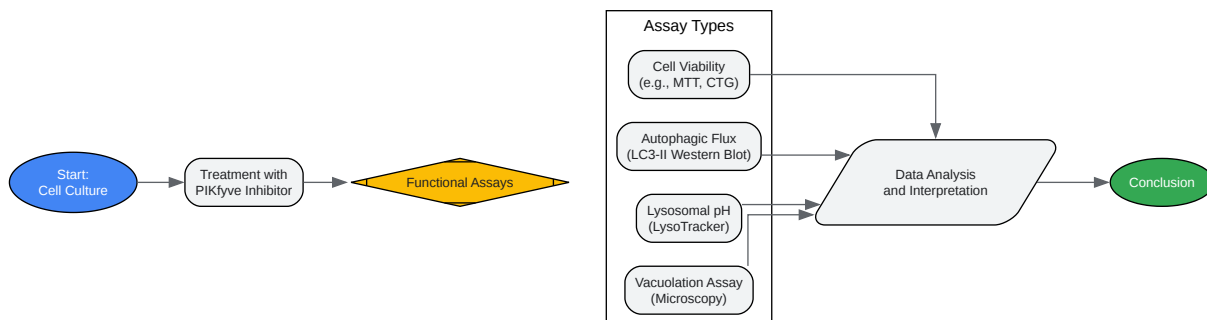 Start:
Cell Culture
Treatment with
PIKfyve Inhibitor
Functional Assays
Assay Types
Cell Viability
(e.g., MTT, CTG)
Autophagic Flux
(LC3-II Western Blot)
Lysosomal pH
(LysoTracker)
Vacuolation Assay
(Microscopy)
Data Analysis
and Interpretation
Conclusion